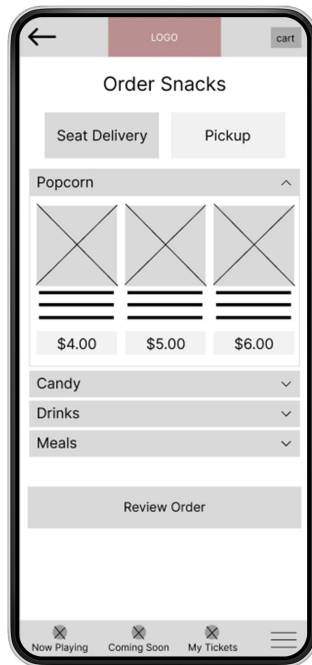 LOGO
cart
Order Snacks
Seat Delivery
Pickup
Popcorn
$4.00
$5.00
$6.00
Candy
Drinks
Meals
Review Order
Now Playing
Coming Soon
My Tickets